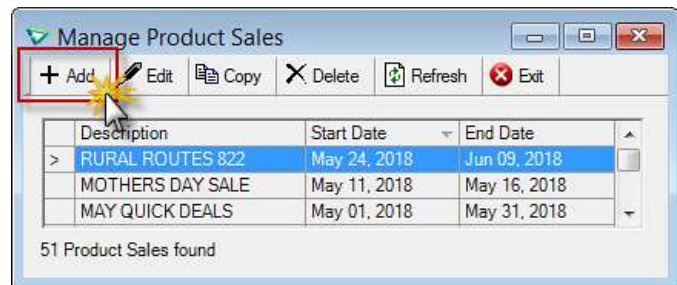 Manage Product Sales
Add Edit Copy Delete Refresh Exit
Description Start Date End Date
> RURAL ROUTES 822 May 24, 2018 Jun 09, 2018
MOTHERS DAY SALE May 11, 2018 May 16, 2018
MAY QUICK DEALS May 01, 2018 May 31, 2018
51 Product Sales found